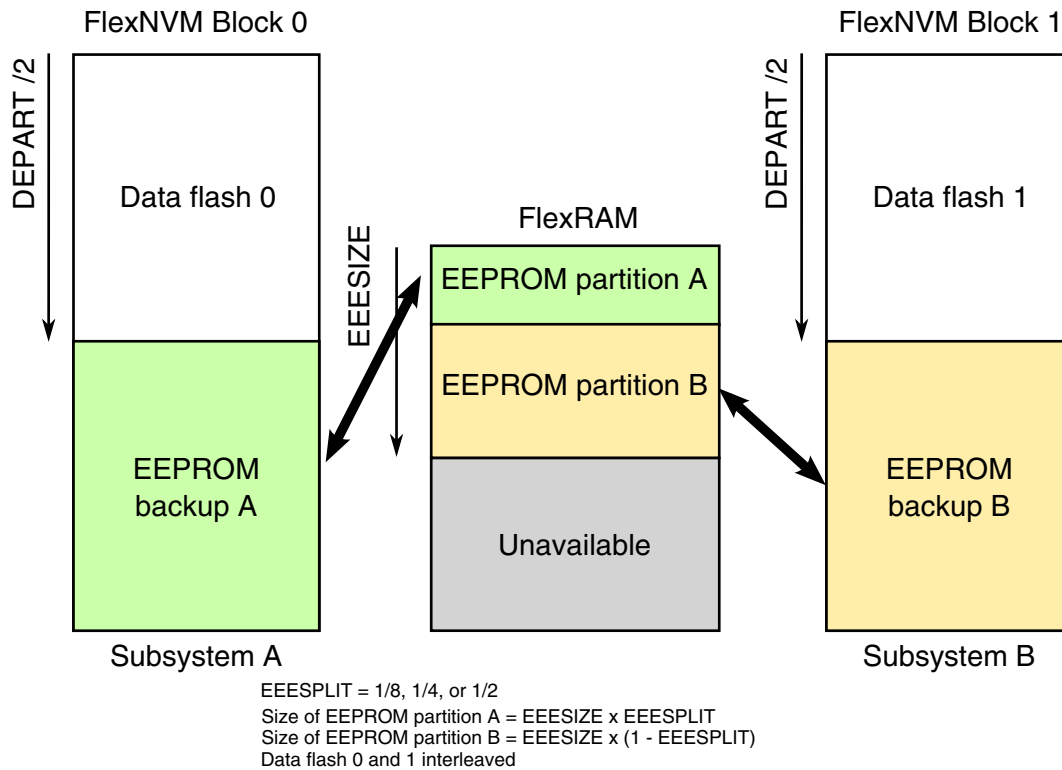 FlexNVM Block 0
FlexNVM Block 1
DEPART /2
DEPART /2
Data flash 0
Data flash 1
FlexRAM
EEESIZE
EEPROM partition A
EEPROM partition B
EEPROM
backup A
EEPROM
backup B
Unavailable
Subsystem A
Subsystem B
EEESPLIT = 1/8, 1/4, or 1/2
Size of EEPROM partition A = EEESIZE x EEESPLIT
Size of EEPROM partition B = EEESIZE x (1 - EEESPLIT)
Data flash 0 and 1 interleaved